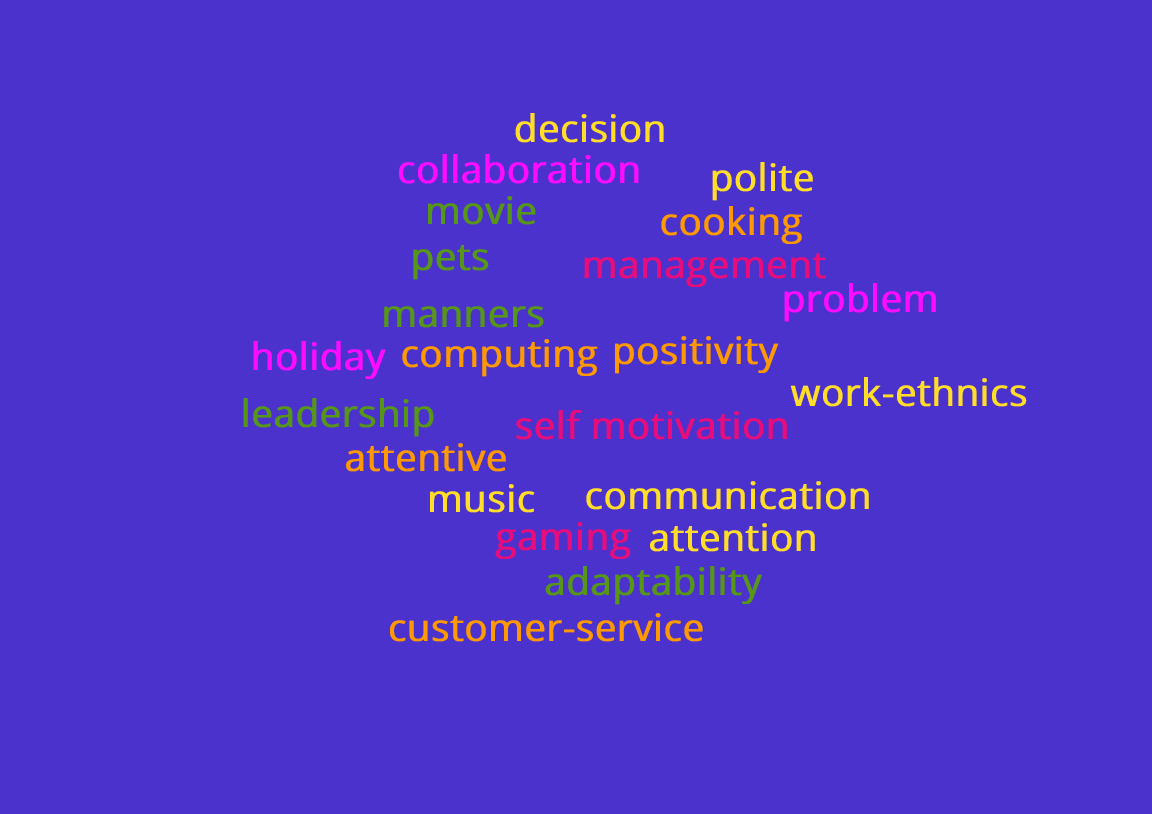 decision
collaboration
polite
movie
cooking
pets
management
problem
manners
holiday computing positivity
work-ethnics
leadership
self motivation
attentive
music communication
gaming attention
adaptability
customer-service